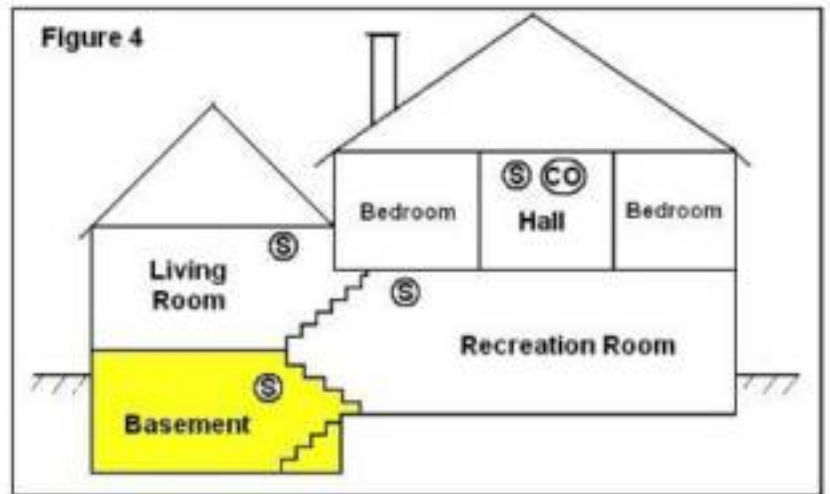 Figure 4
S CO
Bedroom Hall Bedroom
S
Living
Room
S
Recreation Room
S
Basement